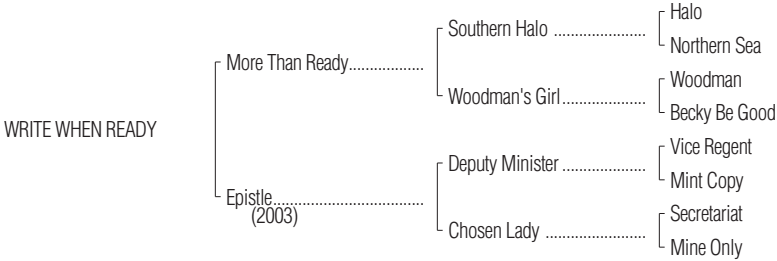 Halo
Southern Halo ......................
Northern Sea
More Than Ready..................
Woodman
Woodman's Girl....................
Becky Be Good
WRITE WHEN READY
Vice Regent
Deputy Minister ....................
Mint Copy
Epistle....................................
(2003)
Secretariat
Chosen Lady ........................
Mine Only